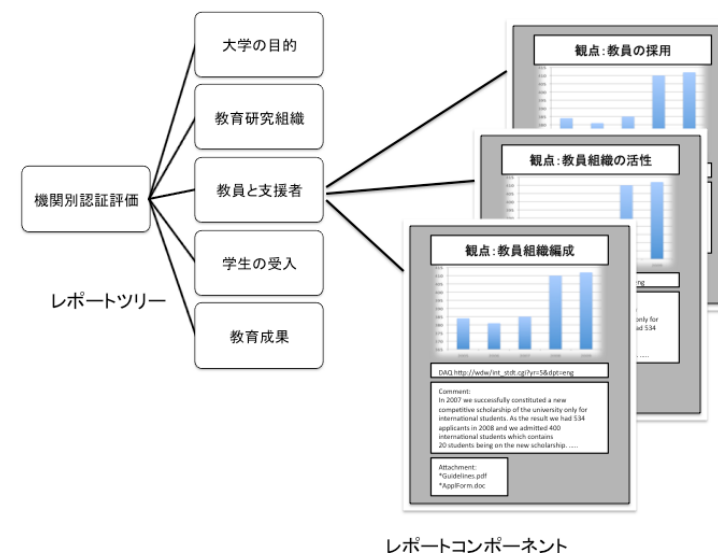 大学の目的
教育研究組織
機関別認証評価
教員と支援者
学生の受入
教育成果
レポートツリー
観点:教員の採用
観点:教員組織の活性
観点:教員組織編成
DAQ http://wdw/int_stdt.cgi?yr=5&dpt=eng
Comment:
In 2007 we successfully constituted a new
competitive scholarship of the university only for
international students. As the result we had 534
applicants in 2008 and we admitted 400
international students which contains
20 students being on the new scholarship. .....
Attachment:
*Guidelines.pdf
*ApplForm.doc
レポートコンポーネント